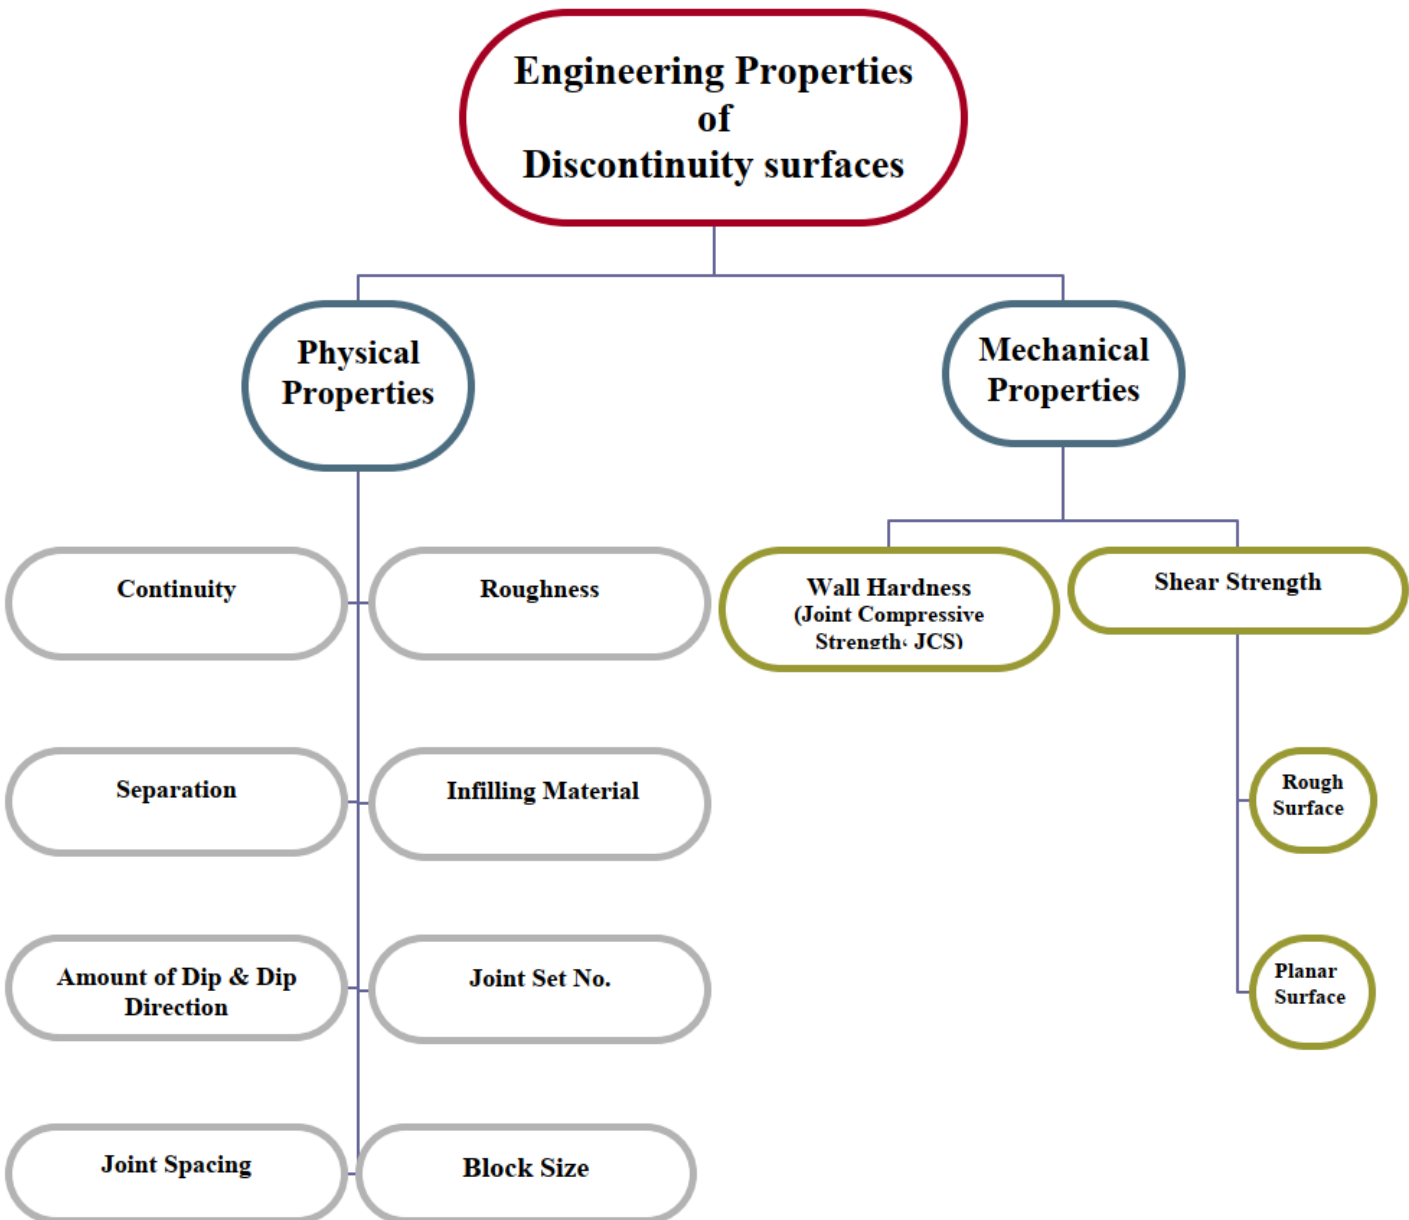 Engineering Properties
of
Discontinuity surfaces
Physical
Properties
Mechanical
Properties
Continuity
Roughness
Wall Hardness
(Joint Compressive
Strength، JCS)
Shear Strength
Separation
Infilling Material
Rough
Surface
Amount of Dip & Dip
Direction
Joint Set No.
Planar
Surface
Joint Spacing
Block Size